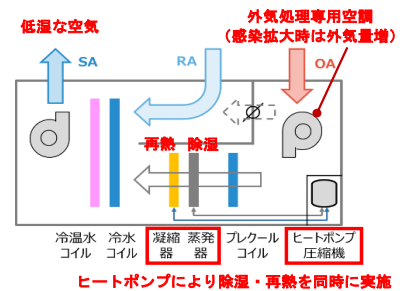 外気処理専用空調
（感染拡大時は外気量増）
低温な空気
SA
RA
OA
再熱 除湿
冷温水
コイル
冷水
コイル
凝縮
器
蒸発
器
プレクール
コイル
ヒートポンプ
圧縮機
ヒートポンプにより除湿・再熱を同時に実施